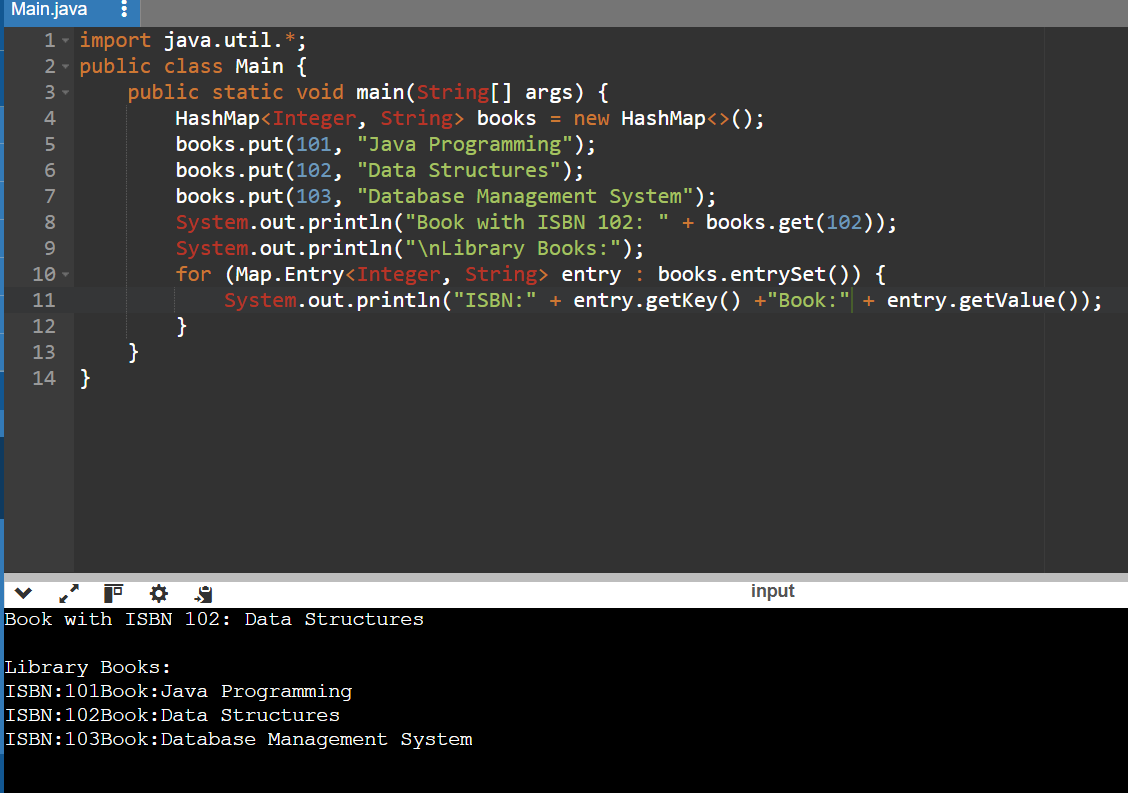 Main.java
1 import java.util.*;
2 public class Main {
3     public static void main(String[] args) {
4         HashMap<Integer, String> books = new HashMap<>();
5         books.put(101, "Java Programming");
6         books.put(102, "Data Structures");
7         books.put(103, "Database Management System");
8         System.out.println("Book with ISBN 102: " + books.get(102));
9         System.out.println("\nLibrary Books:");
10         for (Map.Entry<Integer, String> entry : books.entrySet()) {
11             System.out.println("ISBN:" + entry.getKey() +"Book:" + entry.getValue());
12         }
13     }
14 }
input
Book with ISBN 102: Data Structures

Library Books:
ISBN:101Book:Java Programming
ISBN:102Book:Data Structures
ISBN:103Book:Database Management System